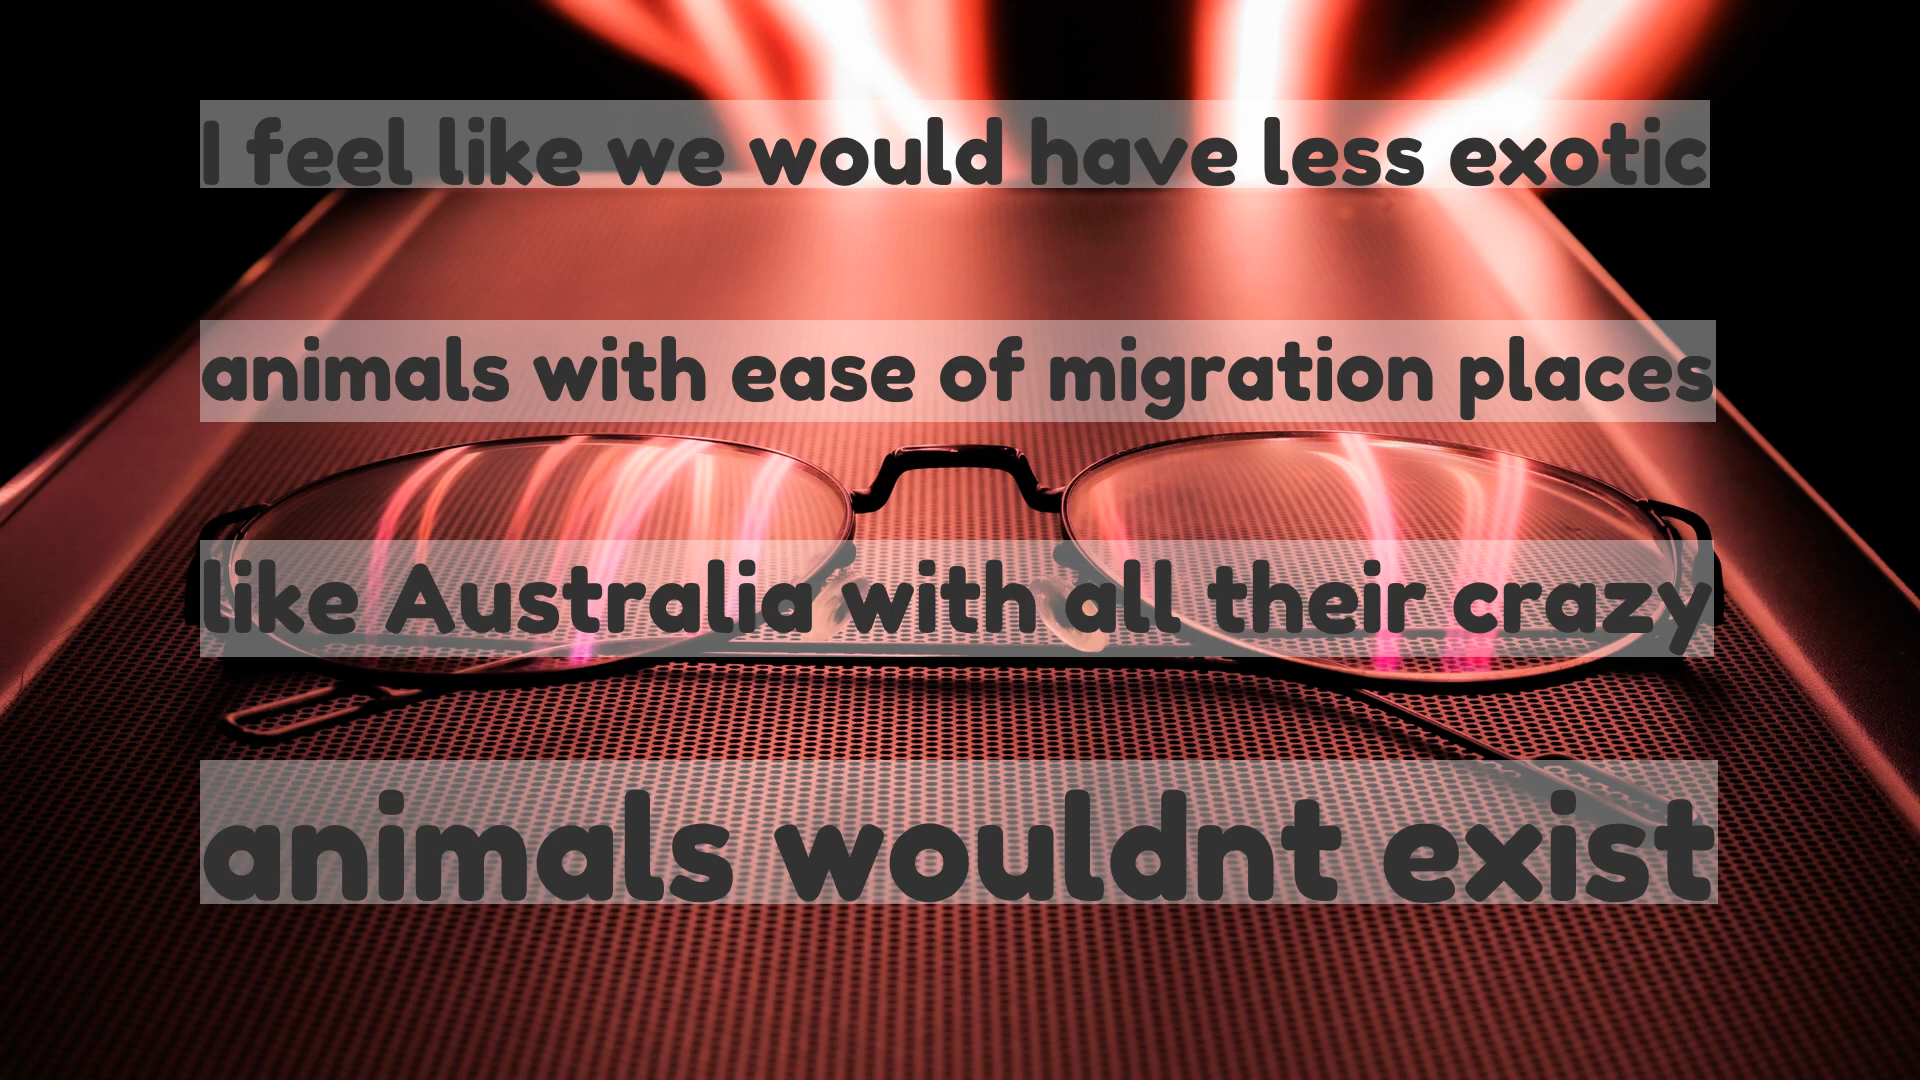 I feel like we would have less exotic
animals with ease of migration places
like Australia with all their crazy
animals wouldnt exist